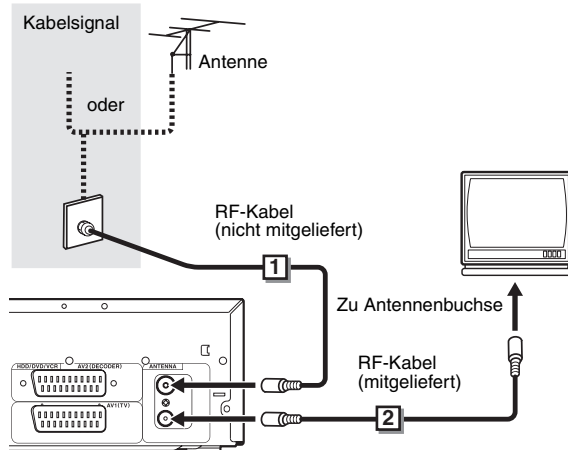 Kabelsignal
Antenne
oder
RF-Kabel
(nicht mitgeliefert)
1
Zu Antennenbuchse
HDD/DVD/VCR
AV2 (DECODER)
ANTENNA
RF-Kabel
(mitgeliefert)
AV1(TV)
2